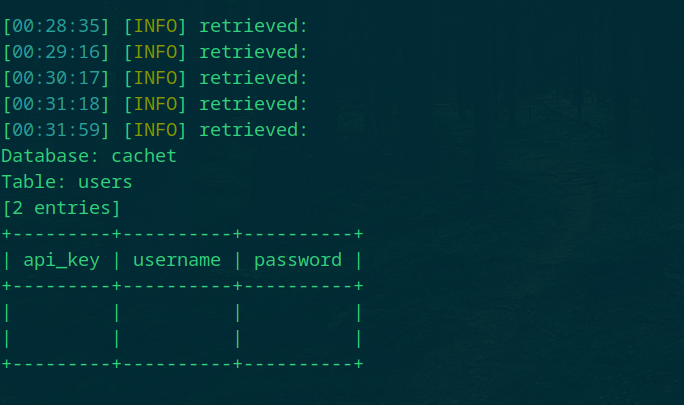 [00:28:35] [INFO] retrieved:
[00:29:16] [INFO] retrieved:
[00:30:17] [INFO] retrieved:
[00:31:18] [INFO] retrieved:
[00:31:59] [INFO] retrieved:
Database: cachet
Table: users
[2 entries]
+---------+----------+----------+
| api_key | username | password |
+---------+----------+----------+
|         |          |          |
|         |          |          |
+---------+----------+----------+